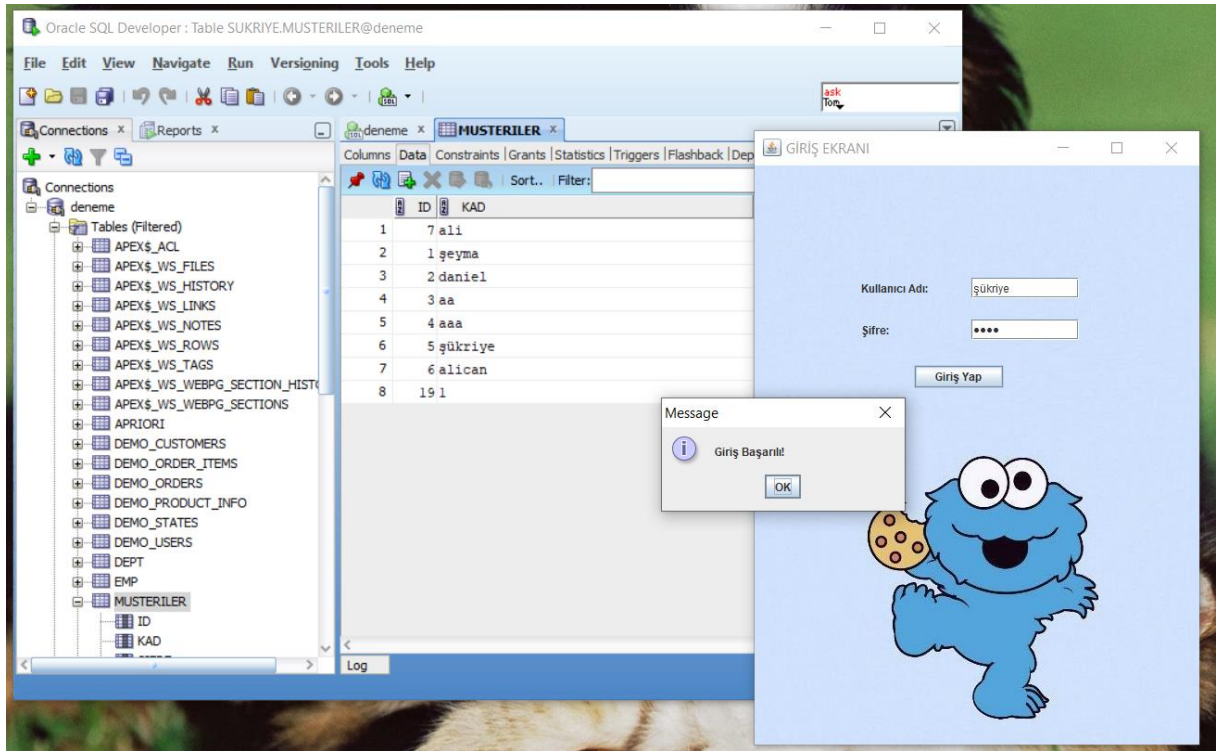 Oracle SQL Developer : Table SUKRIYE.MUSTERILER@deneme
File Edit View Navigate Run Versioning Tools Help
ask
Tom
Connections x Reports x
deneme x MUSTERILER x
Columns Data Constraints | Grants | Statistics | Triggers | Flashback | Dep
Sort.. Filter:
Connections
deneme
Tables (Filtered)
APEX$_ACL
APEX$_WS_FILES
APEX$_WS_HISTORY
APEX$_WS_LINKS
APEX$_WS_NOTES
APEX$_WS_ROWS
APEX$_WS_TAGS
APEX$_WS_WEBPG_SECTION_HIST
APEX$_WS_WEBPG_SECTIONS
APRIORI
DEMO_CUSTOMERS
DEMO_ORDER_ITEMS
DEMO_ORDERS
DEMO_PRODUCT_INFO
DEMO_STATES
DEMO_USERS
DEPT
EMP
MUSTERILER
ID
KAD
ID KAD
1 7 ali
2 1 şeyma
3 2 daniel
4 3 aa
5 4 aaa
6 5 şükriye
7 6 alican
8 19 1
Log
GİRİŞ EKRANI
Kullanıcı Adı: şükriye
Şifre: ••••
Giriş Yap
Message
Giriş Başarılı!
OK